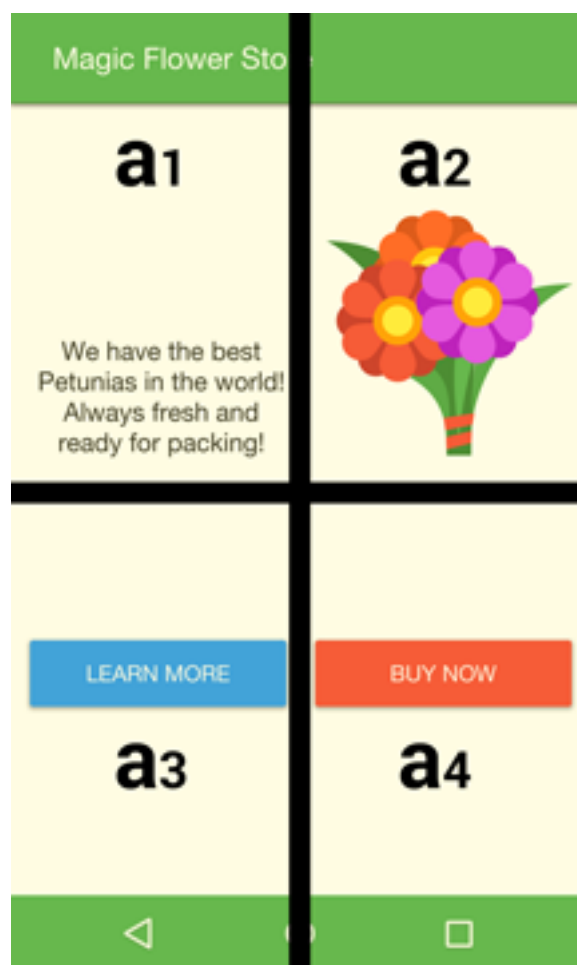 Magic Flower Sto e
a1
a2
We have the best
Petunias in the world!
Always fresh and
ready for packing!
LEARN MORE
BUY NOW
a3
a4